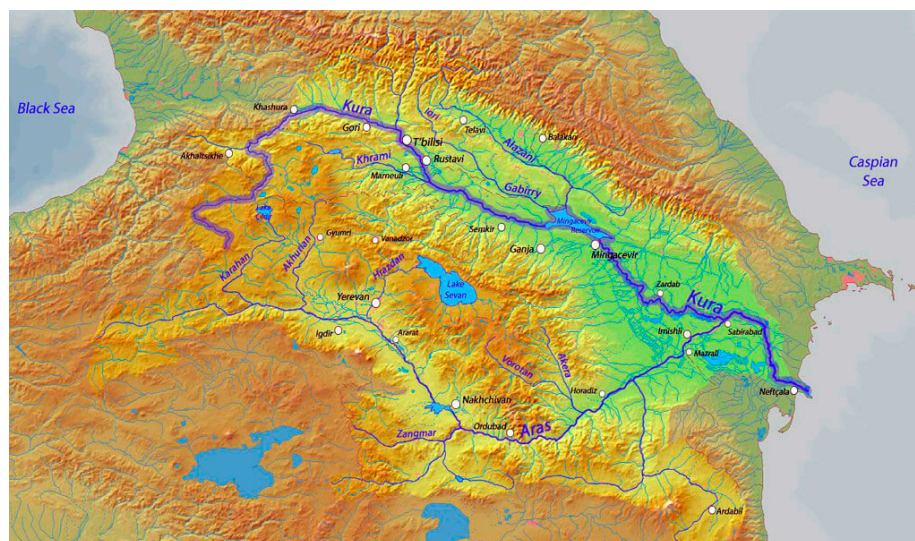 Black Sea
Khashura
Kura
Iori
Telavi
Gori
T'bilisi
Alazani
Balakan
Akhaltsikhe
Khrami
Rustavi
Marneuli
Caspian
Sea
Gabirry
Lake
Mingacevir
Reservoir
Semkir
Gyumri
Vanadzor
Ganja
Mingacevir
Karahan
Akhurian
Hrazdan
Lake
Sevan
Zardab
Yerevan
Kura
Igdir
Ararat
Imishli
Sabirabad
Mazrali
Vorotan
Akera
Horadiz
Neftçala
Nakhchivan
Ordubad
Aras
Zangmar
Ardabil